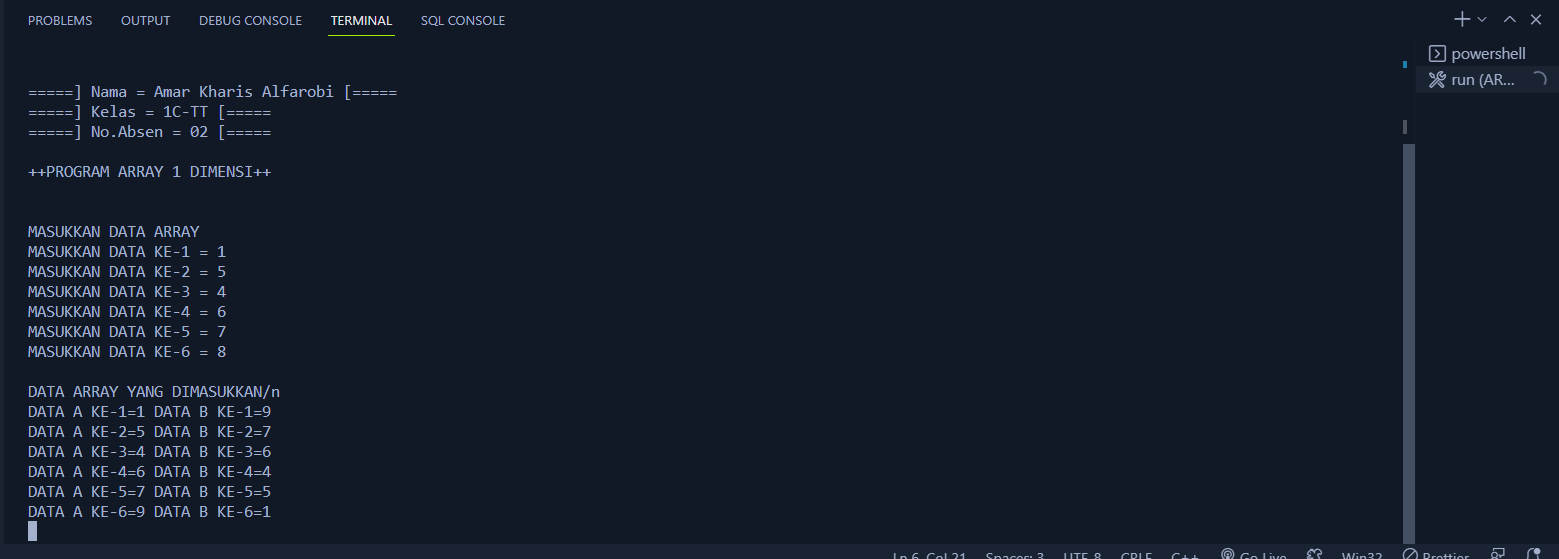 PROBLEMS OUTPUT DEBUG CONSOLE TERMINAL SQL CONSOLE
powershell
run (AR...
=====] Nama = Amar Kharis Alfarobi [=====
=====] Kelas = 1C-TT [=====
=====] No.Absen = 02 [=====
++PROGRAM ARRAY 1 DIMENSI++
MASUKKAN DATA ARRAY
MASUKKAN DATA KE-1 = 1
MASUKKAN DATA KE-2 = 5
MASUKKAN DATA KE-3 = 4
MASUKKAN DATA KE-4 = 6
MASUKKAN DATA KE-5 = 7
MASUKKAN DATA KE-6 = 8
DATA ARRAY YANG DIMASUKKAN/n
DATA A KE-1=1 DATA B KE-1=9
DATA A KE-2=5 DATA B KE-2=7
DATA A KE-3=4 DATA B KE-3=6
DATA A KE-4=6 DATA B KE-4=4
DATA A KE-5=7 DATA B KE-5=5
DATA A KE-6=9 DATA B KE-6=1
Ln 6, Col 21 Spaces: 3 UTF-8 CRLF C++ Go Live Win32 Prettier